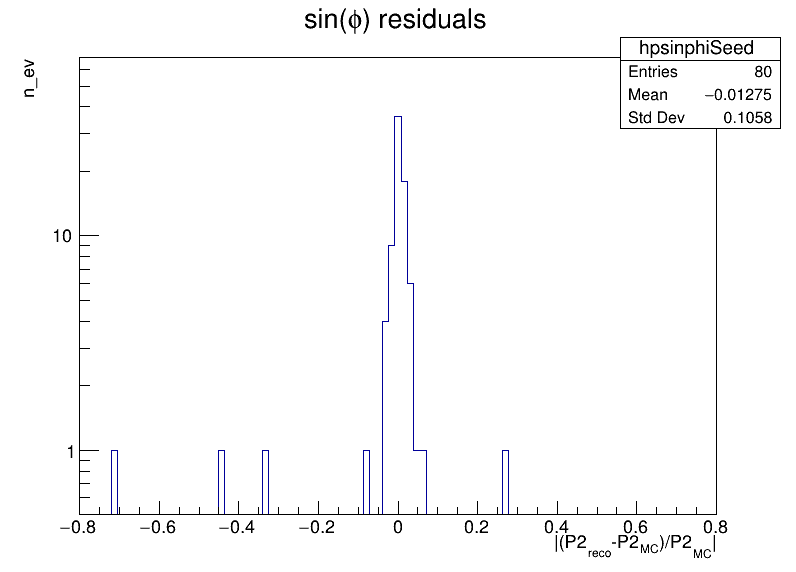 sin(ϕ) residuals
hpsinphiSeed
Entries 80
Mean −0.01275
Std Dev 0.1058
n_ev
10
1
−0.8 −0.6 −0.4 −0.2 0 0.2 0.4 0.6 0.8
|(P2reco-P2MC)/P2MC|